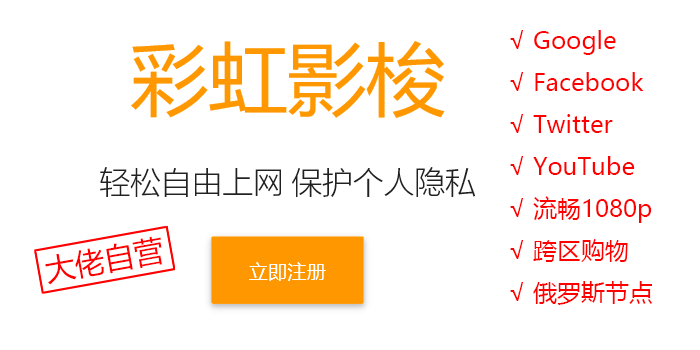 彩虹影梭
轻松自由上网 保护个人隐私
大佬自营
立即注册
√ Google
√ Facebook
√ Twitter
√ YouTube
√ 流畅1080p
√ 跨区购物
√ 俄罗斯节点